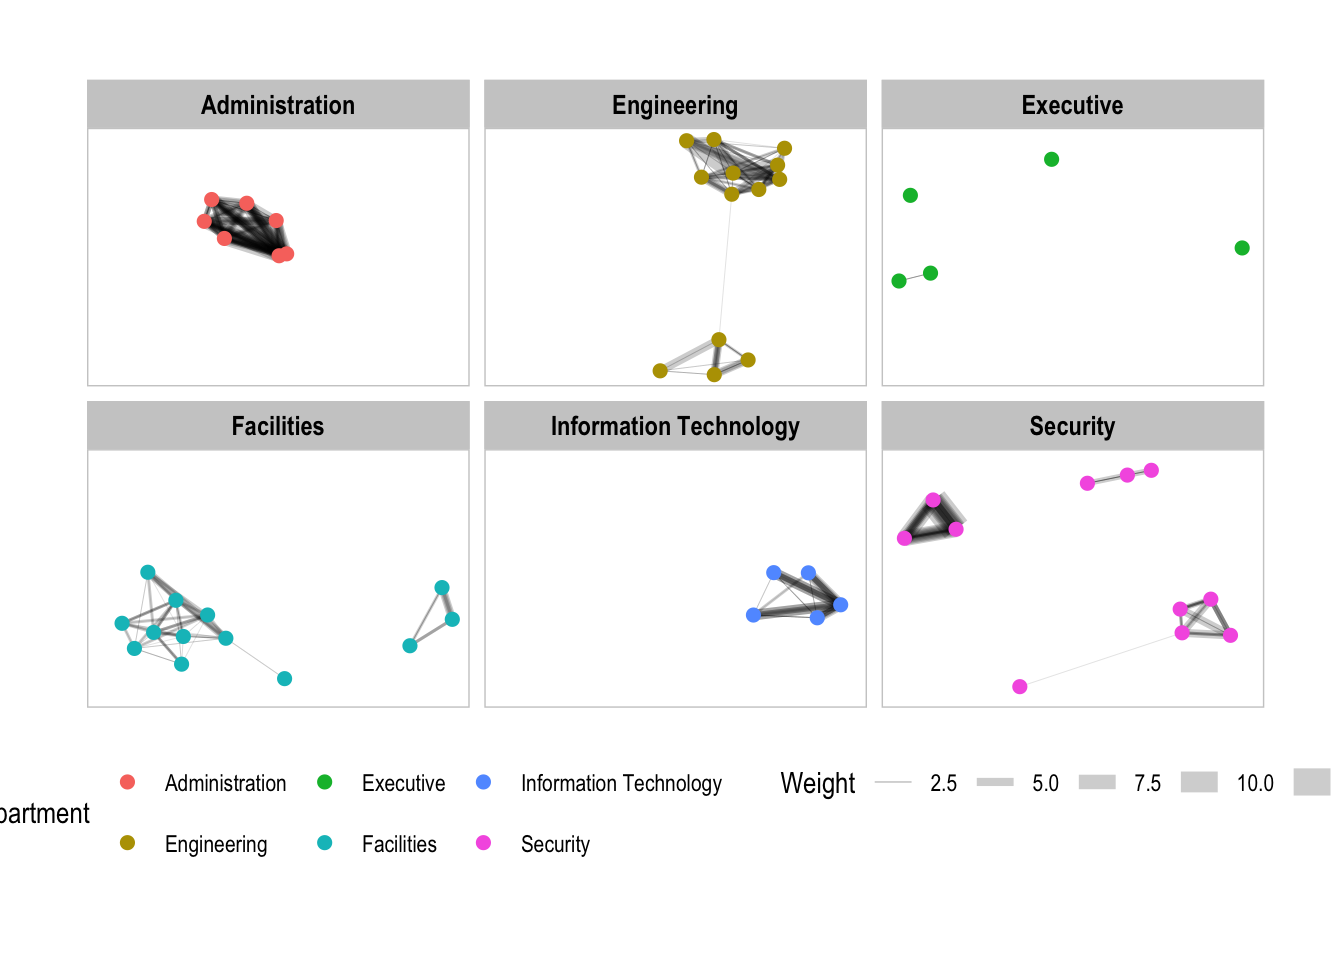 Administration
Engineering
Executive
Facilities
Information Technology
Security
partment
Administration
Executive
Information Technology
Engineering
Facilities
Security
Weight
2.5
5.0
7.5
10.0